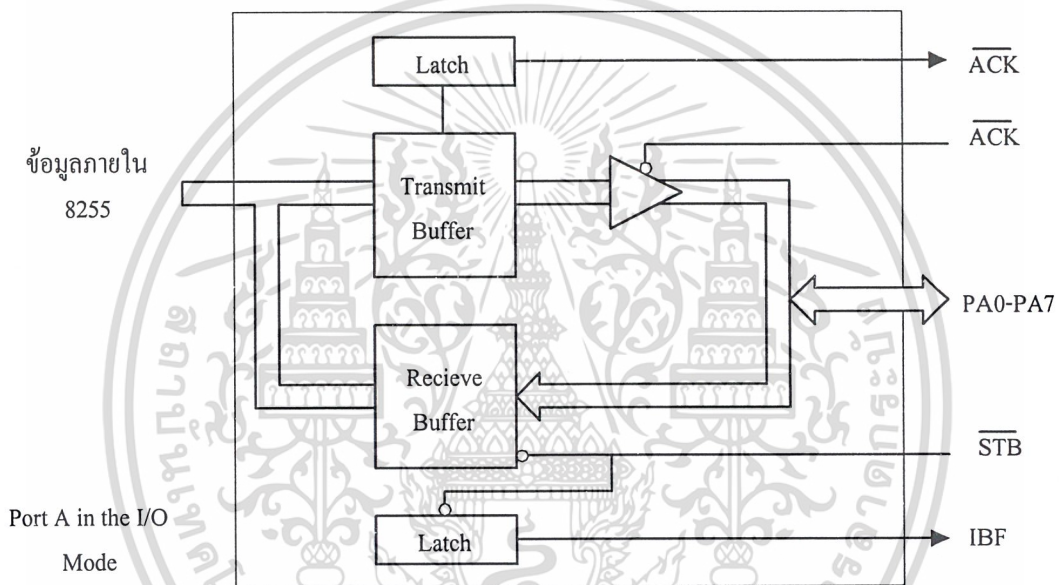 Latch
ACK
ACK
ข้อมูลภายใน
8255
Transmit
Buffer
PA0-PA7
Recieve
Buffer
STB
Port A in the I/O
Mode
Latch
IBF